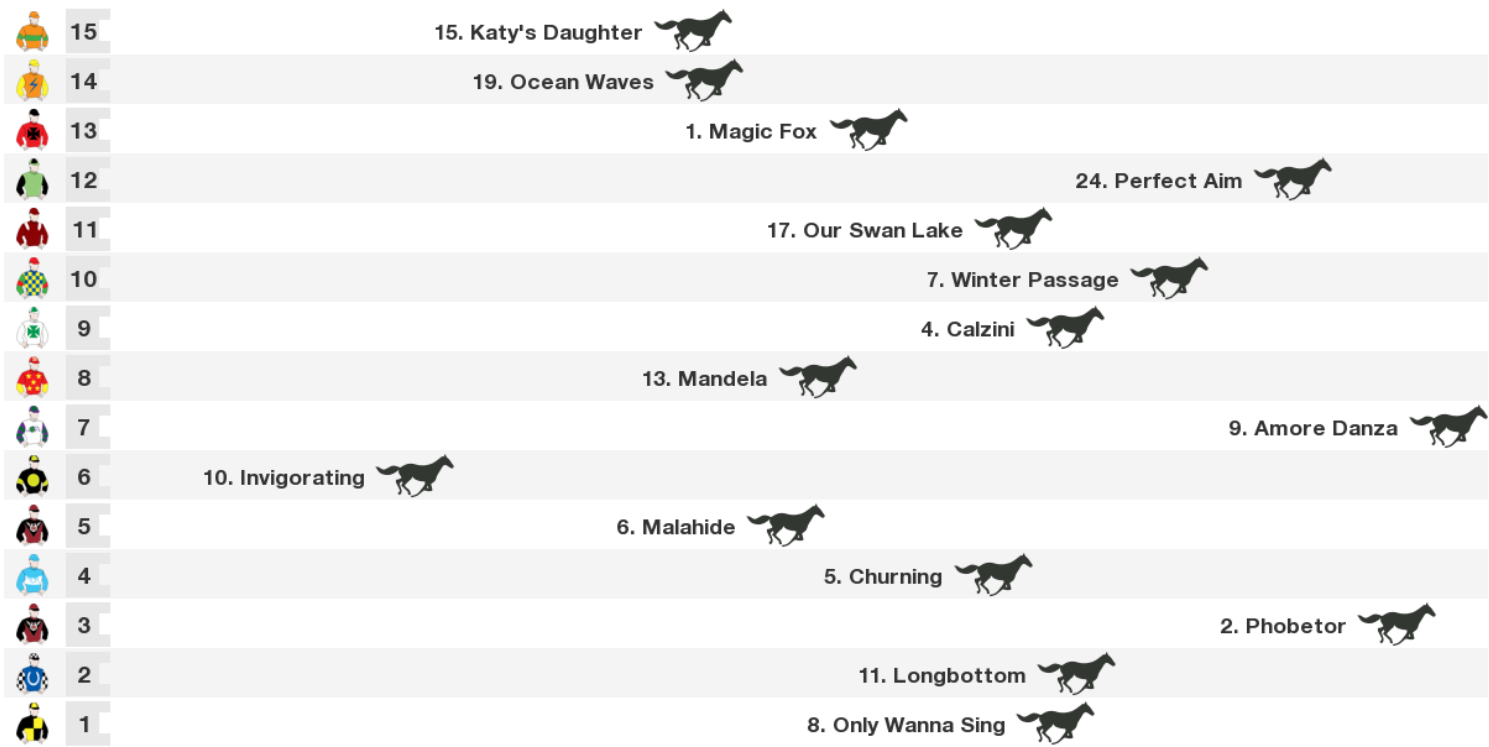 15 15. Katy's Daughter
14 19. Ocean Waves
13 1. Magic Fox
12 24. Perfect Aim
11 17. Our Swan Lake
10 7. Winter Passage
9 4. Calzini
8 13. Mandela
7 9. Amore Danza
6 10. Invigorating
5 6. Malahide
4 5. Churning
3 2. Phobetor
2 11. Longbottom
1 8. Only Wanna Sing